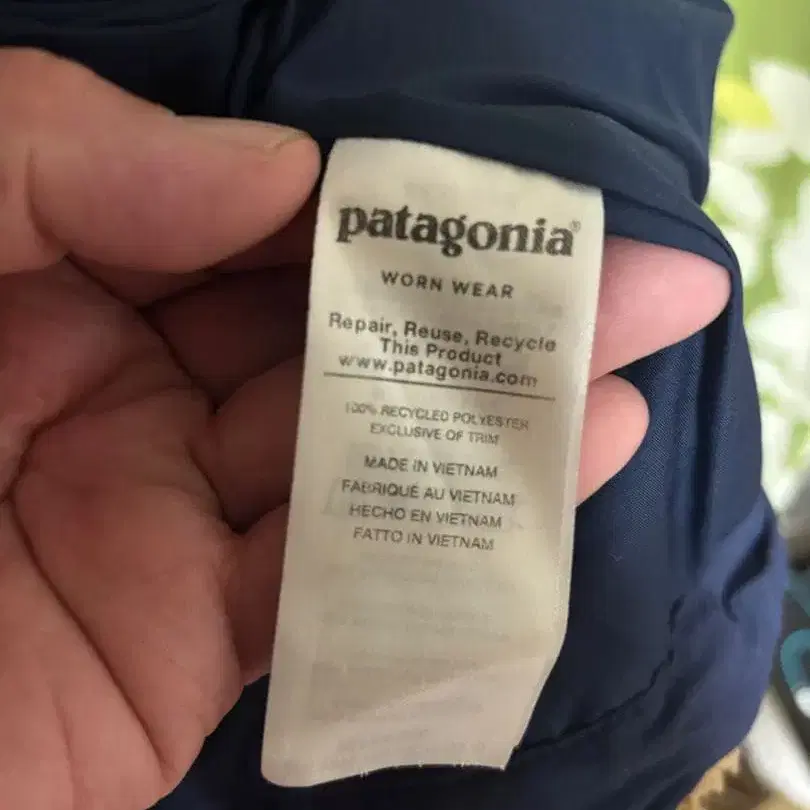 patagonia®
WORN WEAR
Repair, Reuse, Recycle
This Product
www.patagonia.com
100% RECYCLED POLYESTER
EXCLUSIVE OF TRIM
MADE IN VIETNAM
FABRIQUÉ AU VIETNAM
HECHO EN VIETNAM
FATTO IN VIETNAM